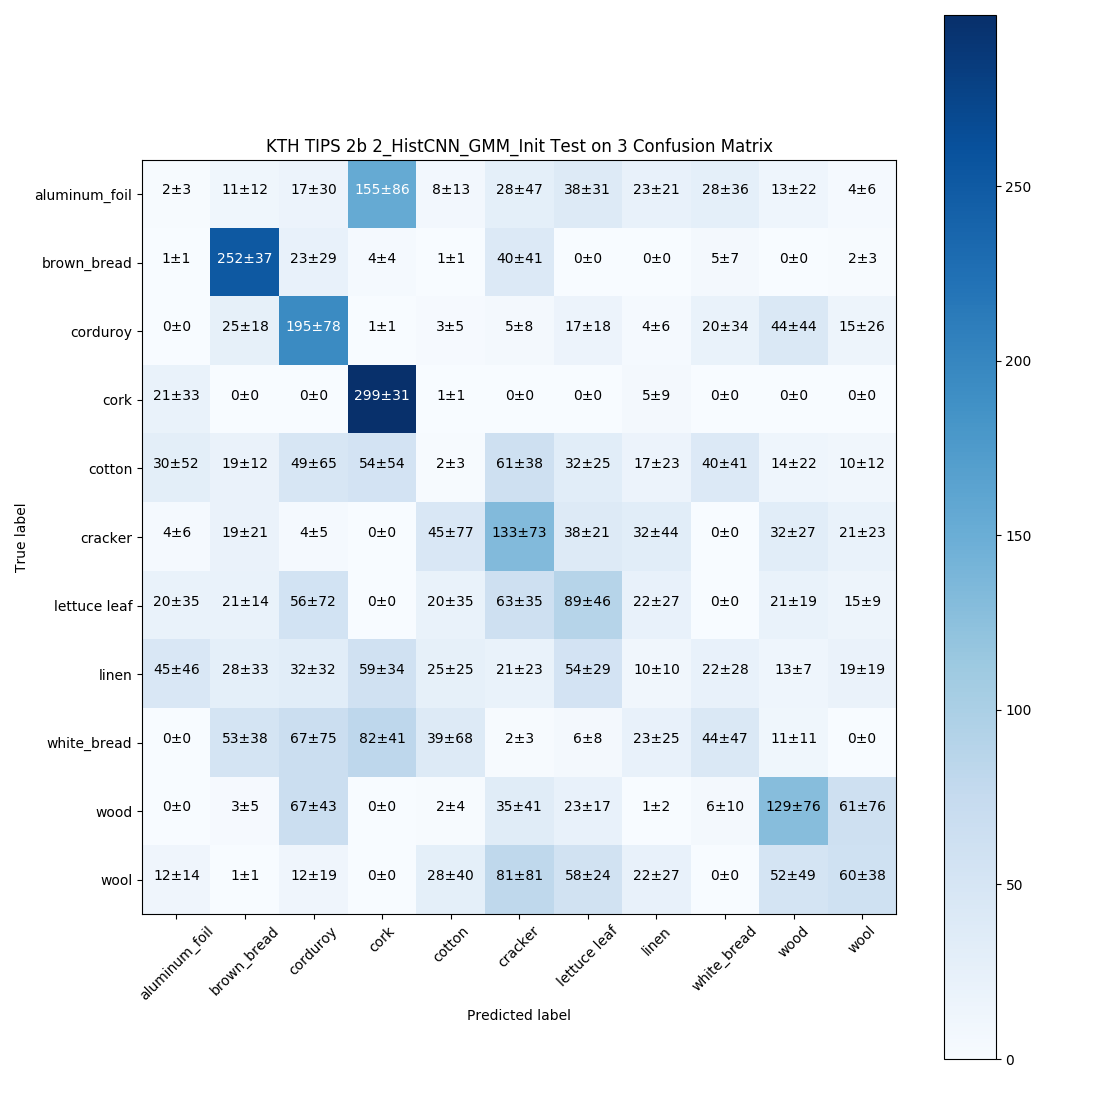 KTH TIPS 2b 2_HistCNN_GMM_Init Test on 3 Confusion Matrix
aluminum_foil 2±3 11±12 17±30 155±86 8±13 28±47 38±31 23±21 28±36 13±22 4±6
brown_bread 1±1 252±37 23±29 4±4 1±1 40±41 0±0 0±0 5±7 0±0 2±3
corduroy 0±0 25±18 195±78 1±1 3±5 5±8 17±18 4±6 20±34 44±44 15±26
cork 21±33 0±0 0±0 299±31 1±1 0±0 0±0 5±9 0±0 0±0 0±0
cotton 30±52 19±12 49±65 54±54 2±3 61±38 32±25 17±23 40±41 14±22 10±12
cracker 4±6 19±21 4±5 0±0 45±77 133±73 38±21 32±44 0±0 32±27 21±23
lettuce leaf 20±35 21±14 56±72 0±0 20±35 63±35 89±46 22±27 0±0 21±19 15±9
linen 45±46 28±33 32±32 59±34 25±25 21±23 54±29 10±10 22±28 13±7 19±19
white_bread 0±0 53±38 67±75 82±41 39±68 2±3 6±8 23±25 44±47 11±11 0±0
wood 0±0 3±5 67±43 0±0 2±4 35±41 23±17 1±2 6±10 129±76 61±76
wool 12±14 1±1 12±19 0±0 28±40 81±81 58±24 22±27 0±0 52±49 60±38
True label
aluminum_foil brown_bread corduroy cork cotton cracker lettuce leaf linen white_bread wood wool
Predicted label
250
200
150
100
50
0